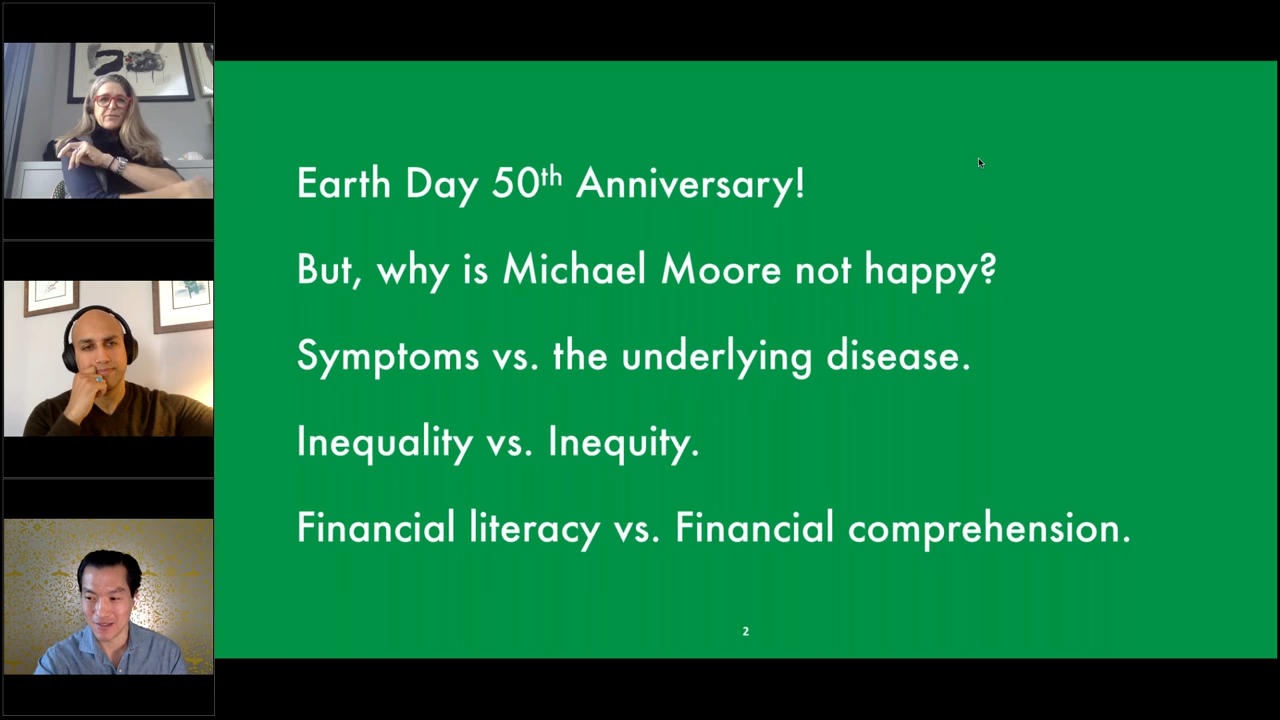 Earth Day 50th Anniversary!
But, why is Michael Moore not happy?
Symptoms vs. the underlying disease.
Inequality vs. Inequity.
Financial literacy vs. Financial comprehension.
2